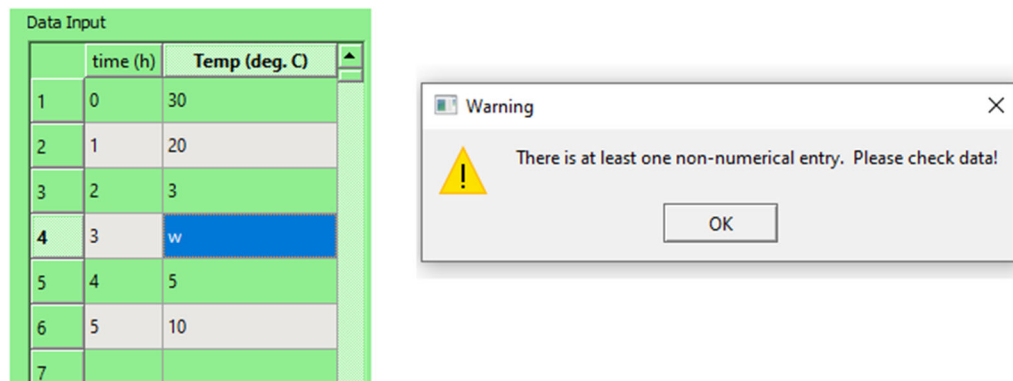 Data Input
time (h) Temp (deg. C)
1 0 30
2 1 20
3 2 3
4 3 w
5 4 5
6 5 10
7
Warning
There is at least one non-numerical entry.  Please check data!
OK